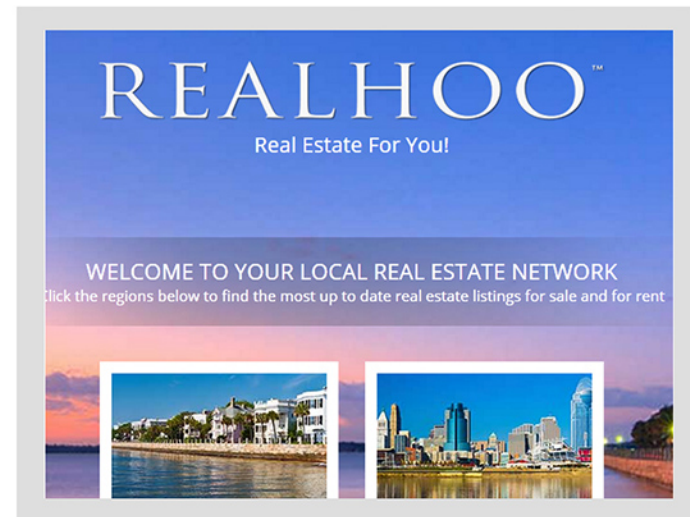 REALHOO™
Real Estate For You!
WELCOME TO YOUR LOCAL REAL ESTATE NETWORK
Click the regions below to find the most up to date real estate listings for sale and for rent